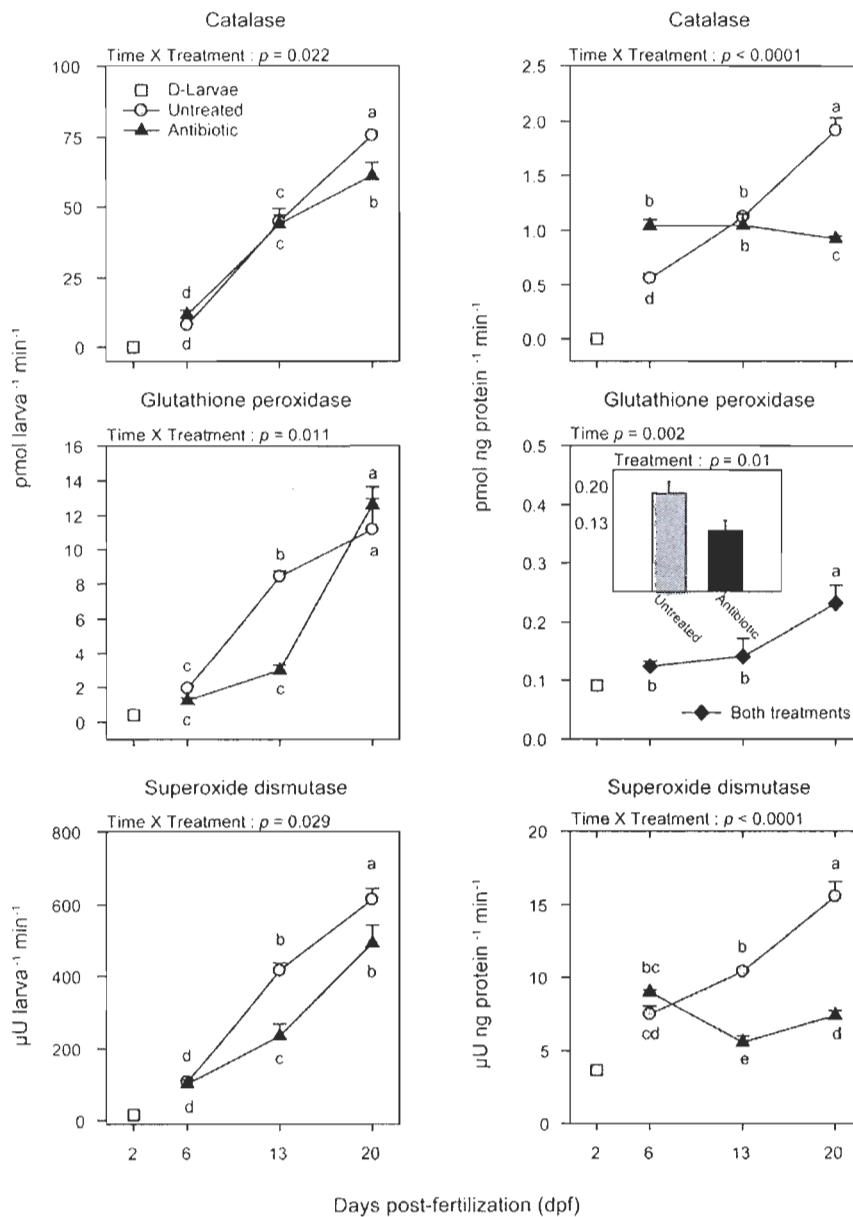 Catalase
Time X Treatment : p = 0.022
100
75
50
25
0
D-Larvae
Untreated
Antibiotic
d
d
c
c
a
b
Catalase
Time X Treatment : p < 0.0001
2.5
2.0
1.5
1.0
0.5
0.0
b
d
b
b
a
c
pmol larva⁻¹ min⁻¹
pmol ng protein⁻¹ min⁻¹
Glutathione peroxidase
Time X Treatment : p = 0.011
16
14
12
10
8
6
4
2
0
c
c
b
c
a
a
Glutathione peroxidase
Time p = 0.002
0.5
0.4
0.3
0.2
0.1
0.0
Treatment : p = 0.01
0.20
0.13
Untreated
Antibiotic
b
b
a
Both treatments
Superoxide dismutase
Time X Treatment : p = 0.029
800
600
400
200
0
µU larva⁻¹ min⁻¹
d
d
b
c
a
b
2 6 13 20
Superoxide dismutase
Time X Treatment : p < 0.0001
20
15
10
5
0
µU ng protein⁻¹ min⁻¹
bc
cd
b
e
a
d
2 6 13 20
Days post-fertilization (dpf)